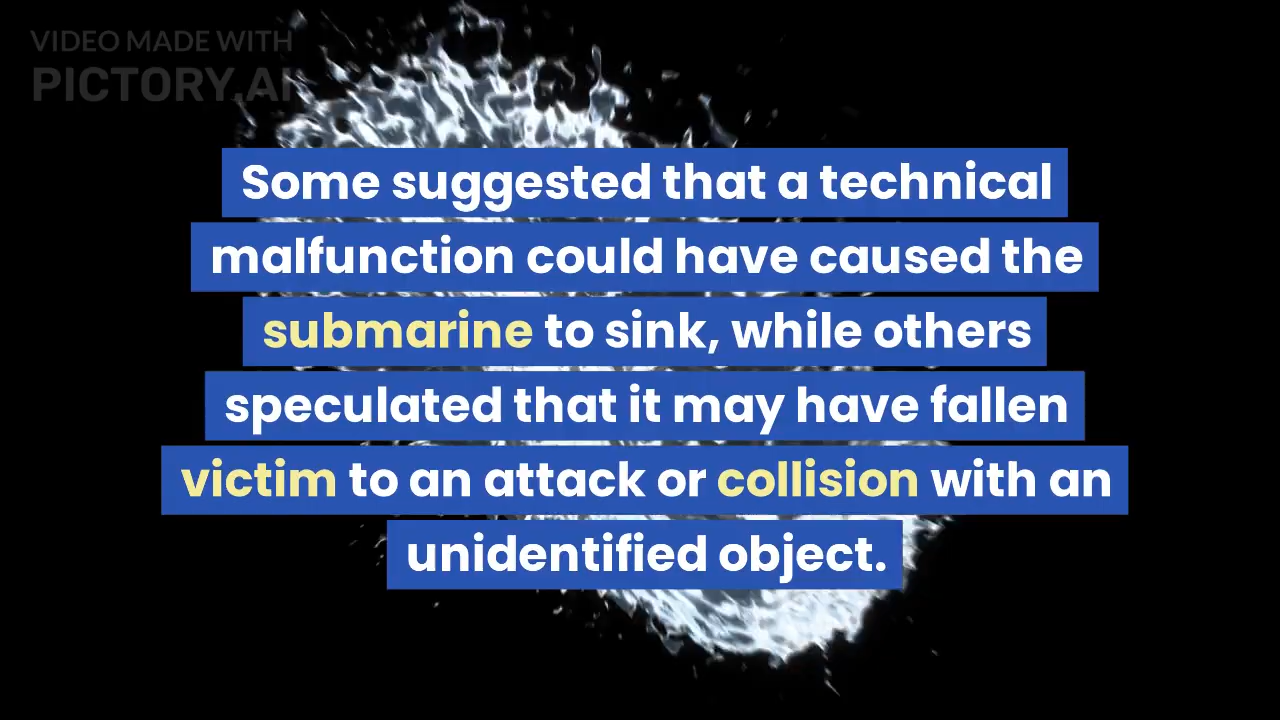 VIDEO MADE WITH
PICTORY.AI
Some suggested that a technical
malfunction could have caused the
submarine to sink, while others
speculated that it may have fallen
victim to an attack or collision with an
unidentified object.